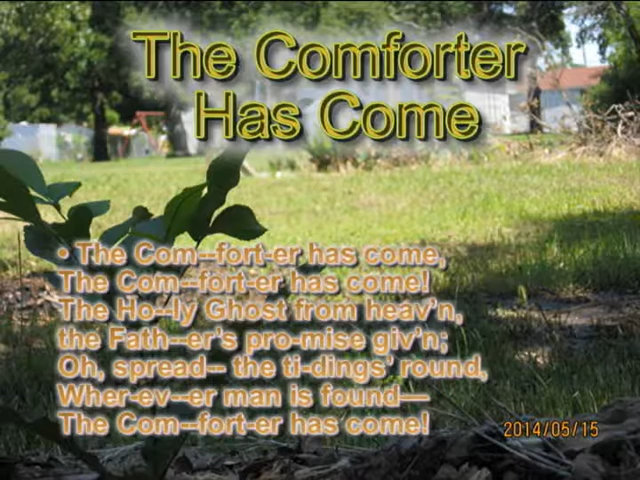 The Comforter
Has Come
• The Com--fort-er has come,
The Com--fort-er has come!
The Ho--ly Ghost from heav'n,
the Fath--er's pro-mise giv'n;
Oh, spread-- the ti-dings' round,
Wher-ev--er man is found—
The Com--fort-er has come!
2014/05/15